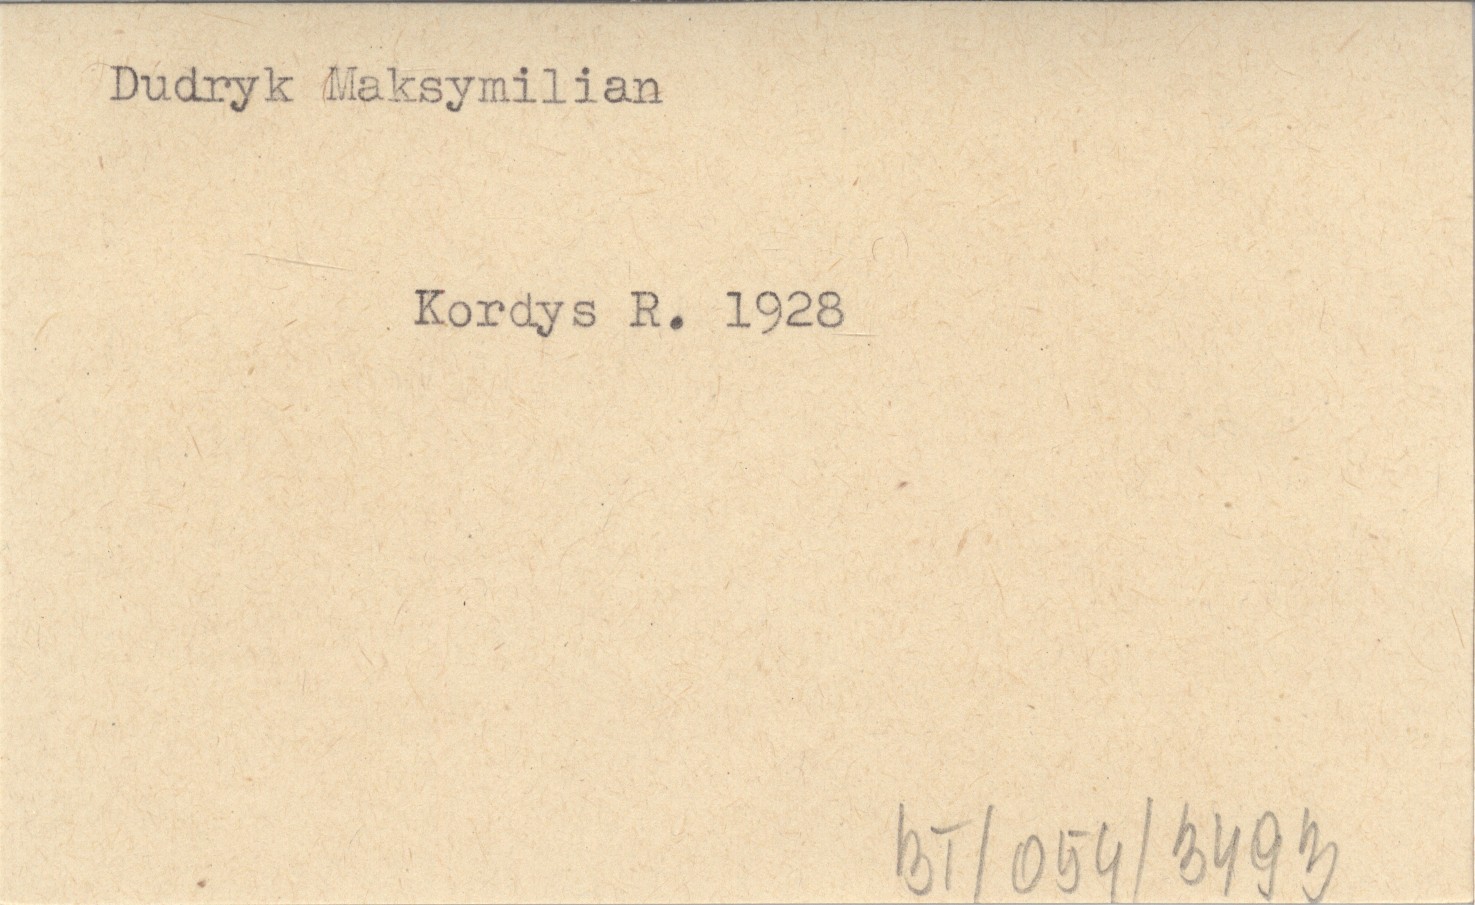 Dudryk Maksymilian
Kordys R. 1928
BT/054/3493